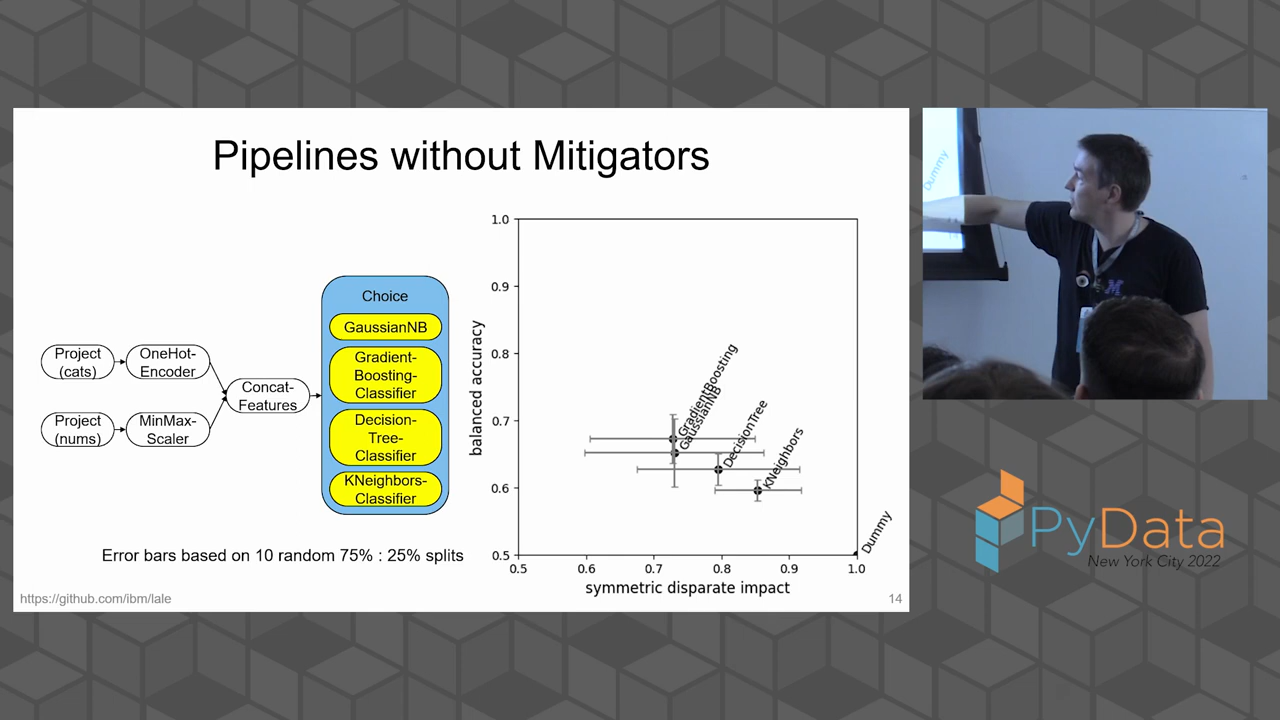 Pipelines without Mitigators
Project
(cats)
OneHot-
Encoder
Project
(nums)
MinMax-
Scaler
Concat-
Features
Choice
GaussianNB
Gradient-
Boosting-
Classifier
Decision-
Tree-
Classifier
KNeighbors-
Classifier
Error bars based on 10 random 75% : 25% splits
balanced accuracy
1.0
0.9
0.8
0.7
0.6
0.5
GradientBoosting
GaussianNB
DecisionTree
KNeighbors
Dummy
0.5 0.6 0.7 0.8 0.9 1.0
symmetric disparate impact
https://github.com/ibm/lale
14
Dummy
M
PyData
New York City 2022